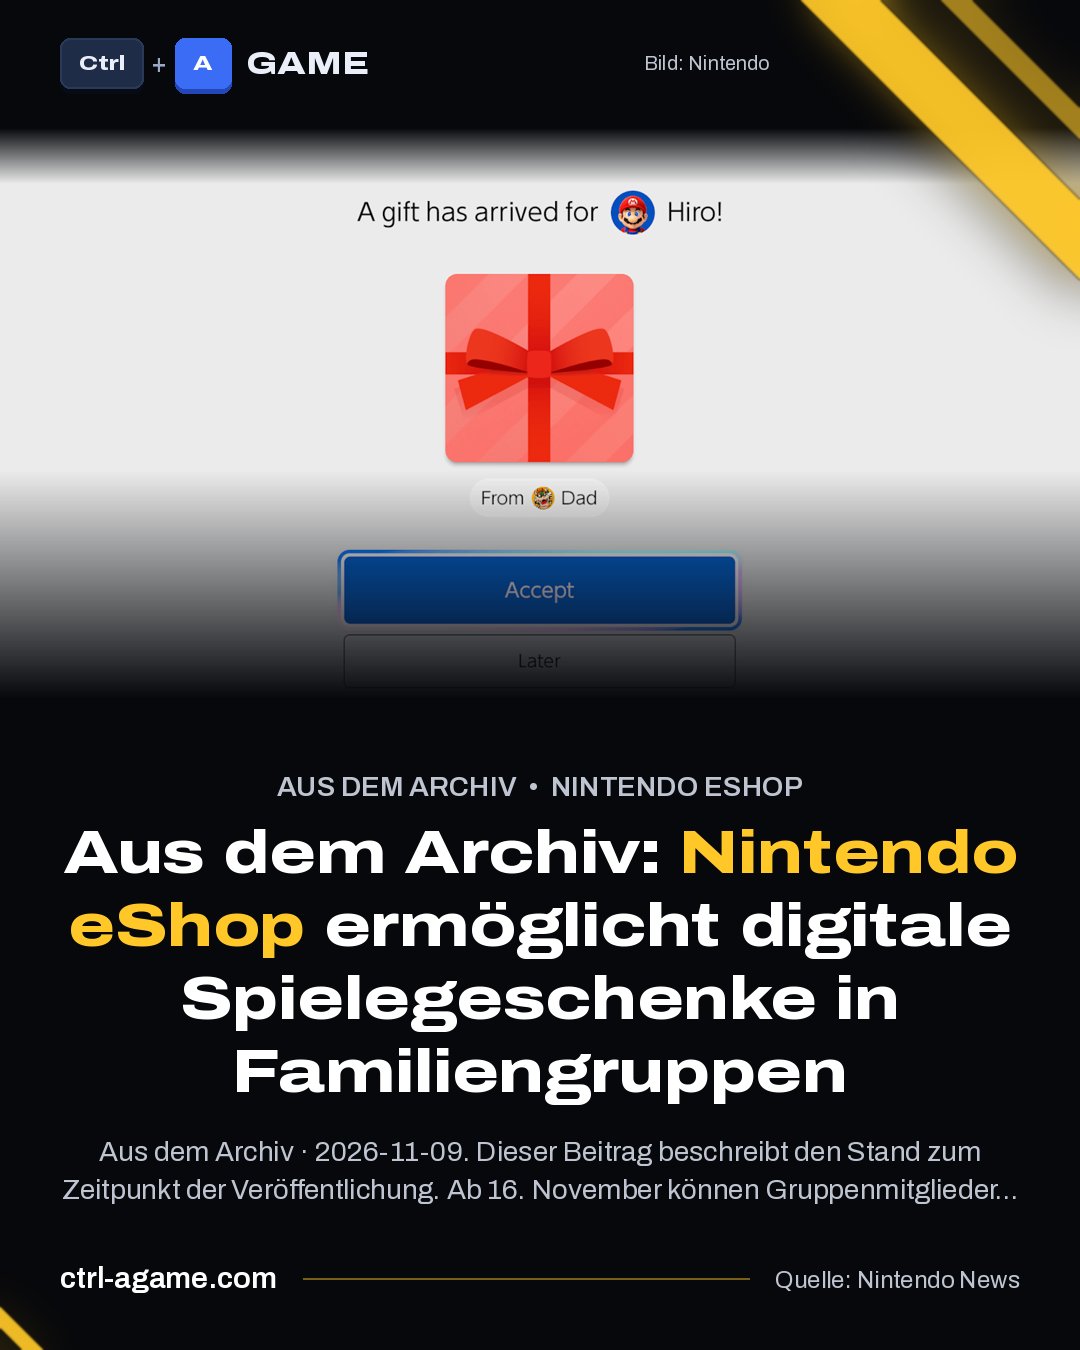 Ctrl + A GAME
Bild: Nintendo
A gift has arrived for Hiro!
From Dad
Accept
Later
AUS DEM ARCHIV • NINTENDO ESHOP
Aus dem Archiv: Nintendo
eShop ermöglicht digitale
Spielegeschenke in
Familiengruppen
Aus dem Archiv · 2026-11-09. Dieser Beitrag beschreibt den Stand zum
Zeitpunkt der Veröffentlichung. Ab 16. November können Gruppenmitglieder...
ctrl-agame.com
Quelle: Nintendo News